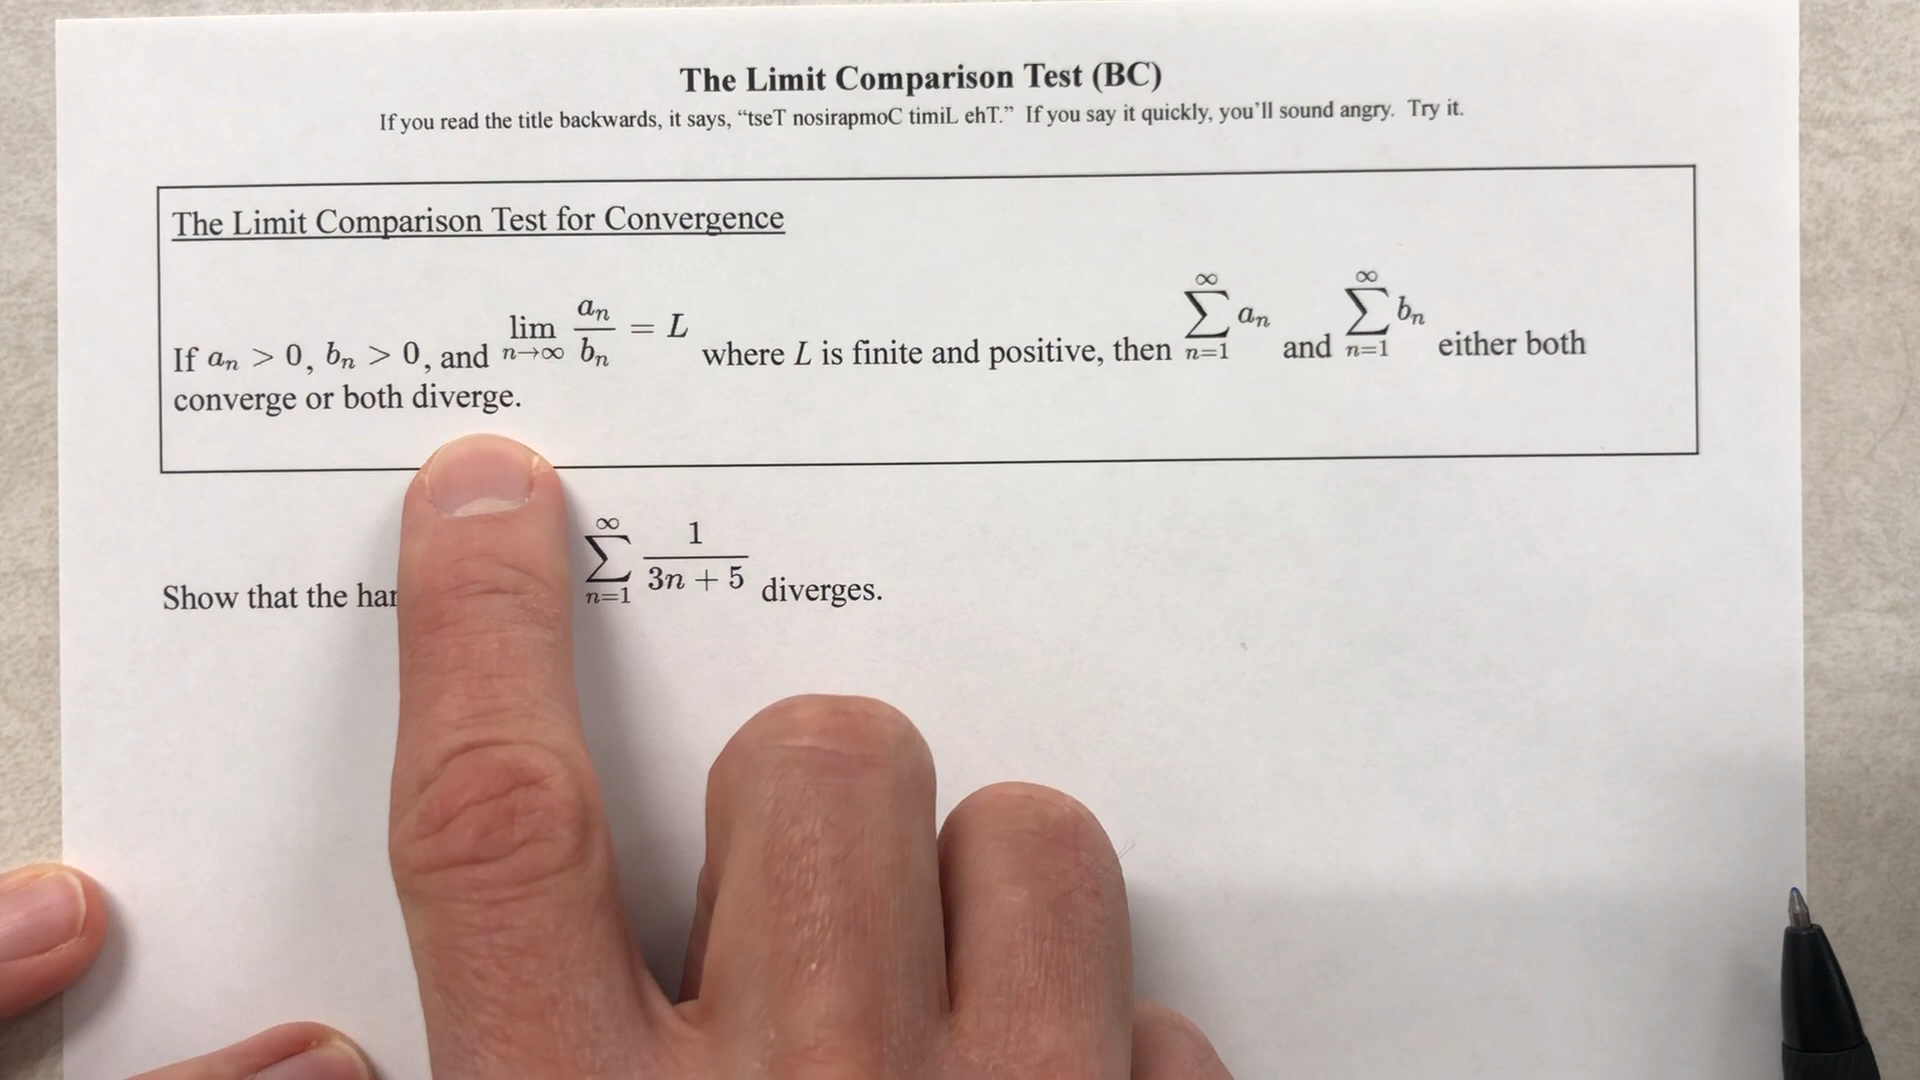 The Limit Comparison Test (BC)
If you read the title backwards, it says, “tseT nosirapmoC timiL ehT.” If you say it quickly, you’ll sound angry. Try it.
The Limit Comparison Test for Convergence
If aₙ > 0, bₙ > 0, and lim n→∞ aₙ/bₙ = L where L is finite and positive, then ∑ n=1 ∞ aₙ and ∑ n=1 ∞ bₙ either both
converge or both diverge.
Show that the ∑ n=1 ∞ 1/(3n + 5) diverges.